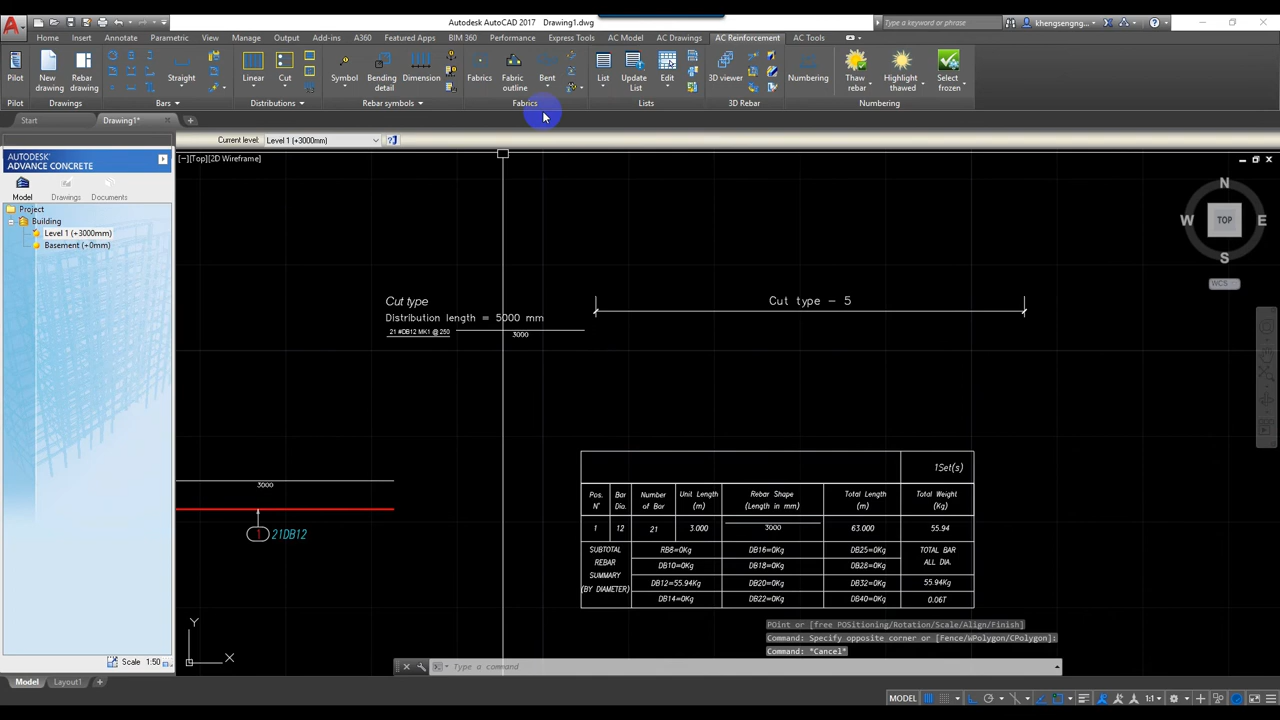 Autodesk AutoCAD 2017 Drawing1.dwg
Type a keyword or phrase
khengsengng...
Home Insert Annotate Parametric View Manage Output Add-ins A360 Featured Apps BIM 360 Performance Express Tools AC Model AC Drawings AC Reinforcement AC Tools
Pilot New drawing Rebar drawing Straight Linear Cut Symbol Bending detail Dimension Fabrics Fabric outline Bent List Update List Edit 3D viewer Numbering Thaw rebar Highlight thawed Select frozen
Pilot Drawings Bars Distributions Rebar symbols Fabrics Lists 3D Rebar Numbering
Start Drawing1*
Current level: Level 1 (+3000mm)
AUTODESK
ADVANCE CONCRETE
[−][Top][2D Wireframe]
Model Drawings Documents
Project
Building
Level 1 (+3000mm)
Basement (+0mm)
N
W TOP E
S
WCS
Cut type
Cut type - 5
Distribution length = 5000 mm
21 #DB12 MK1 @ 250
3000
3000
1 21DB12
1Set(s)
Pos. N° Bar Dia. Number of Bar Unit Length (m) Rebar Shape (Length in mm) Total Length (m) Total Weight (Kg)
1 12 21 3.000 3000 63.000 55.94
SUBTOTAL REBAR SUMMARY (BY DIAMETER)
RB8=0Kg DB16=0Kg DB25=0Kg TOTAL BAR ALL DIA.
DB10=0Kg DB18=0Kg DB28=0Kg
DB12=55.94Kg DB20=0Kg DB32=0Kg 55.94Kg
DB14=0Kg DB22=0Kg DB40=0Kg 0.06T
POint or [free POSitioning/Rotation/Scale/Align/Finish]
Command: Specify opposite corner or [Fence/WPolygon/CPolygon]:
Command: *Cancel*
Type a command
Y
X
Scale 1:50
Model Layout1
MODEL 1:1